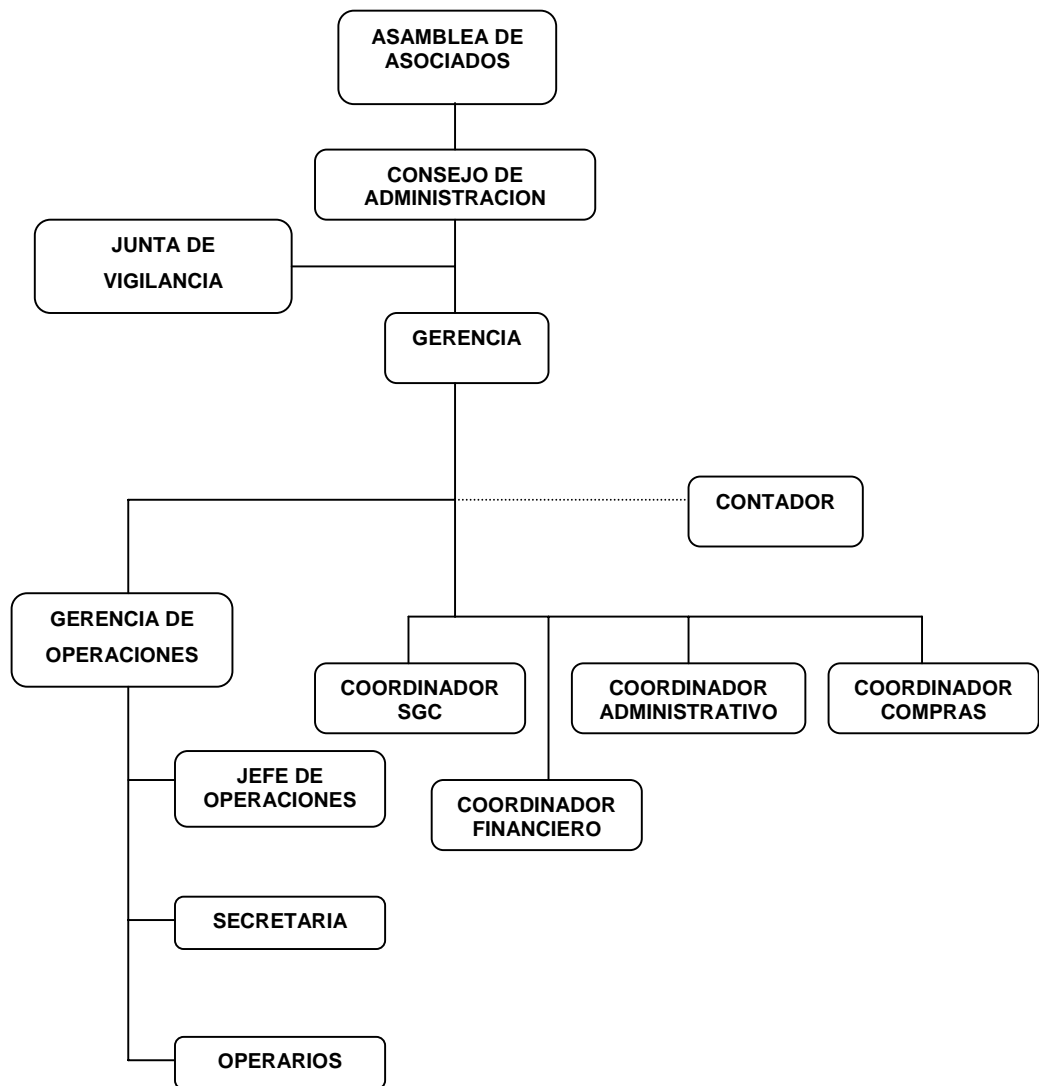 ASAMBLEA DE
ASOCIADOS
CONSEJO DE
ADMINISTRACION
JUNTA DE
VIGILANCIA
GERENCIA
CONTADOR
GERENCIA DE
OPERACIONES
COORDINADOR
SGC
COORDINADOR
ADMINISTRATIVO
COORDINADOR
COMPRAS
JEFE DE
OPERACIONES
COORDINADOR
FINANCIERO
SECRETARIA
OPERARIOS